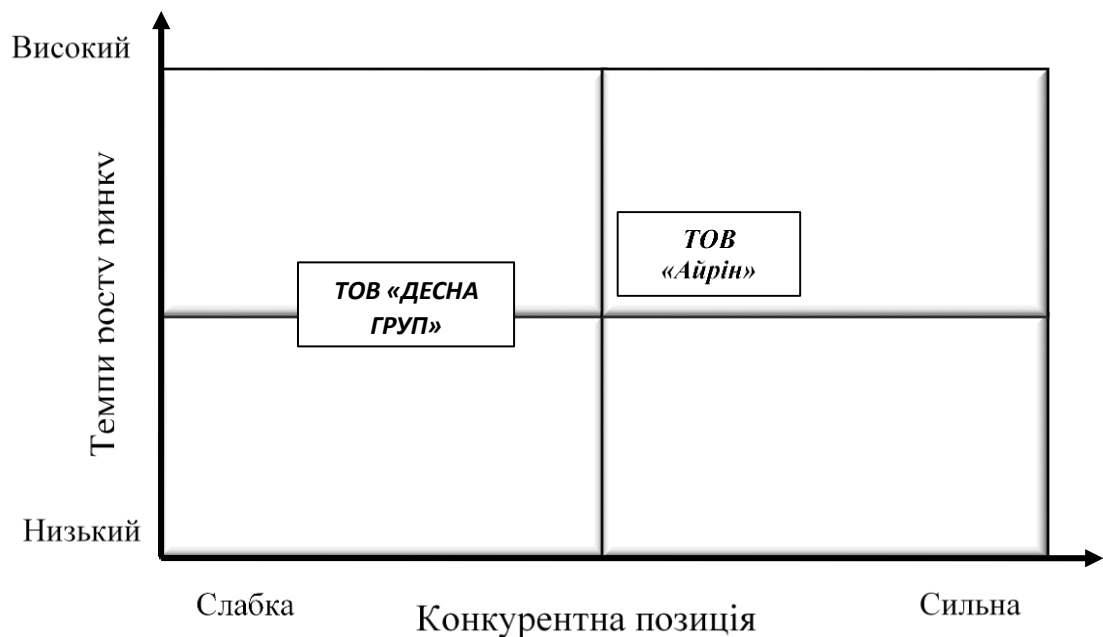 Високий
Темпи росту ринку
ТОВ
«Айрін»
ТОВ «ДЕСНА
ГРУП»
Низький
Слабка
Конкурентна позиція
Сильна